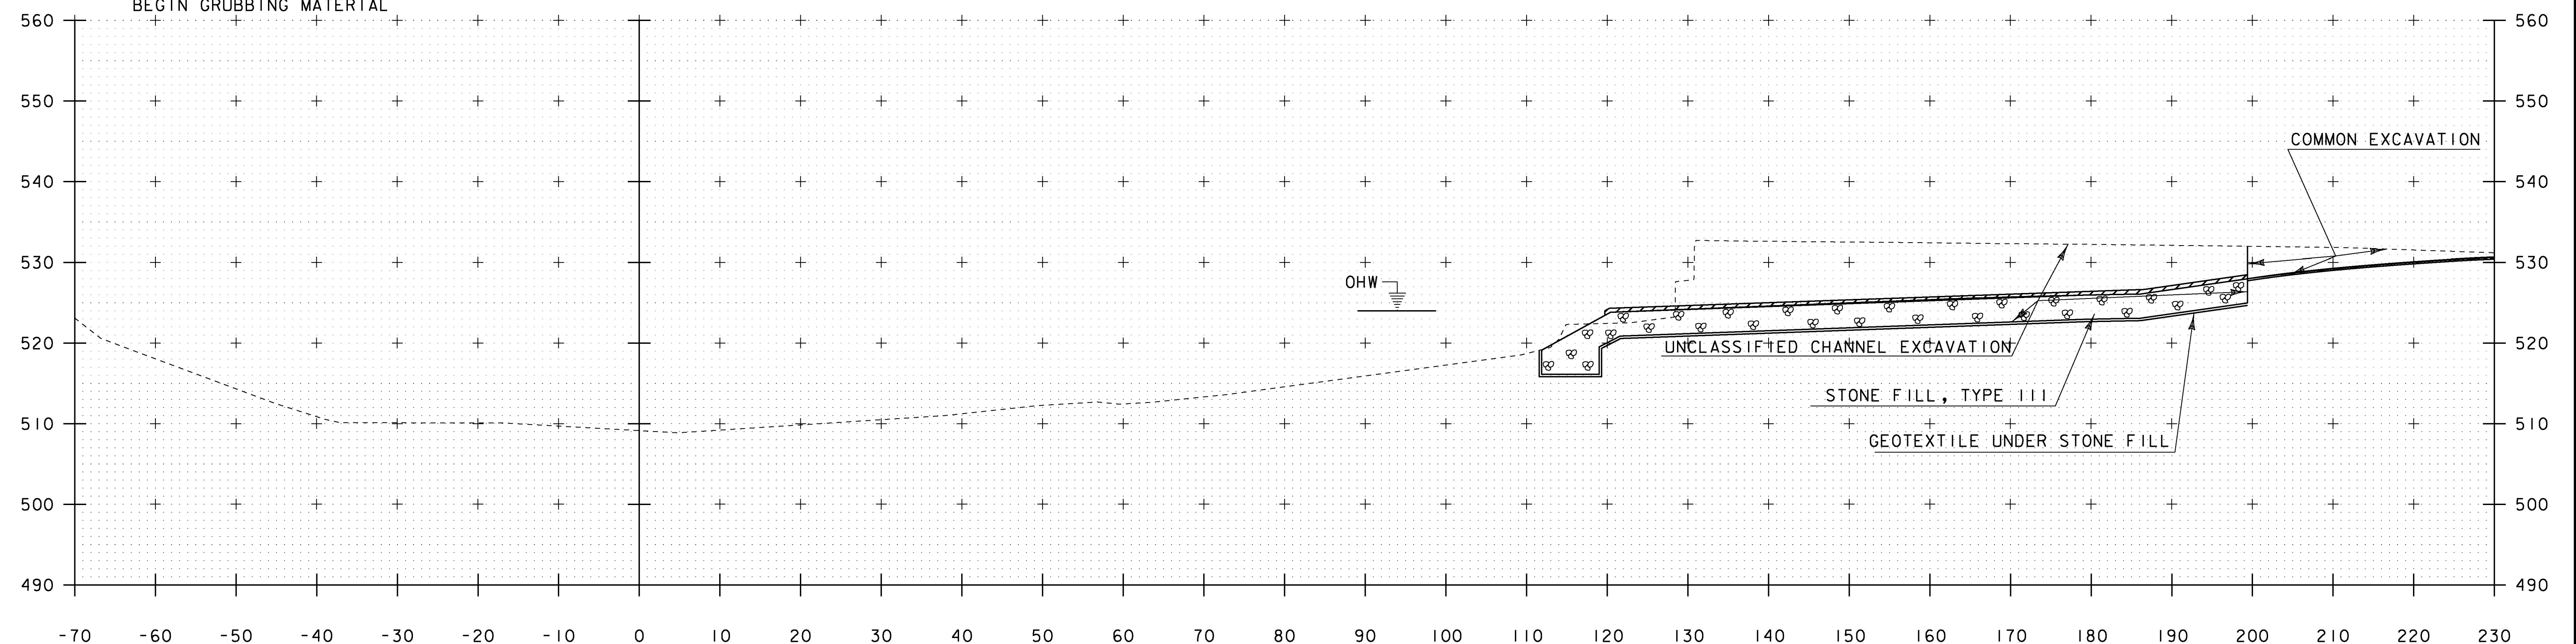 BEGIN GRUBBING MATERIAL
560 560
550 550
COMMON EXCAVATION
540 540
530 530
OHW
520 520
UNCLASSIFIED CHANNEL EXCAVATION
STONE FILL, TYPE III
510 510
GEOTEXTILE UNDER STONE FILL
500 500
490 490
-70 -60 -50 -40 -30 -20 -10 0 10 20 30 40 50 60 70 80 90 100 110 120 130 140 150 160 170 180 190 200 210 220 230